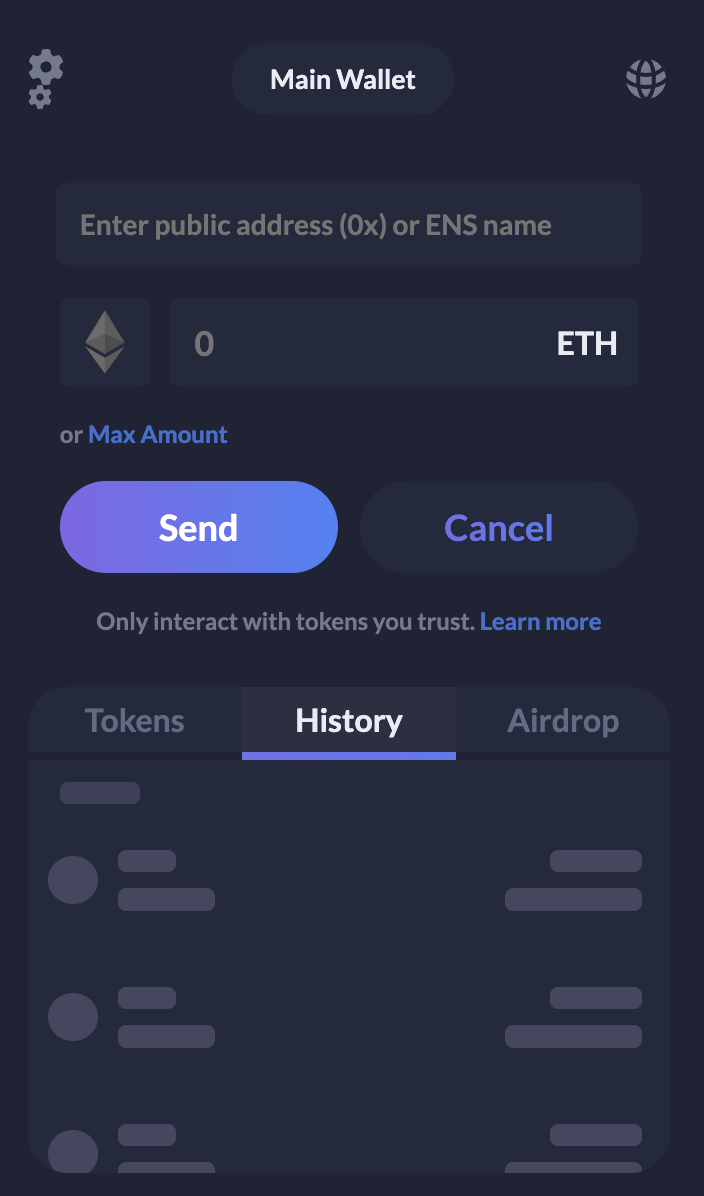 Main Wallet
Enter public address (0x) or ENS name
0 ETH
or Max Amount
Send Cancel
Only interact with tokens you trust. Learn more
Tokens History Airdrop